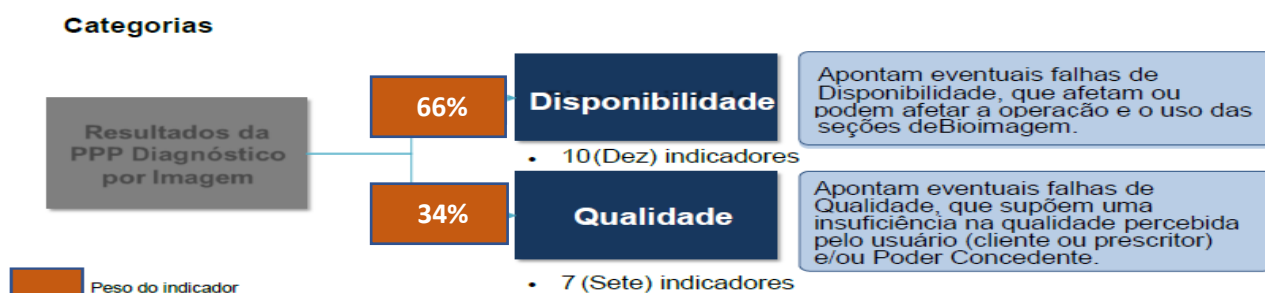 Categorias
Resultados da
PPP Diagnóstico
por Imagem
66%
Disponibilidade
Apontam eventuais falhas de
Disponibilidade, que afetam ou
podem afetar a operação e o uso das
seções deBioimagem.
• 10(Dez) indicadores
34%
Qualidade
Apontam eventuais falhas de
Qualidade, que supõem uma
insuficiência na qualidade percebida
pelo usuário (cliente ou prescritor)
e/ou Poder Concedente.
• 7 (Sete) indicadores
Peso do indicador